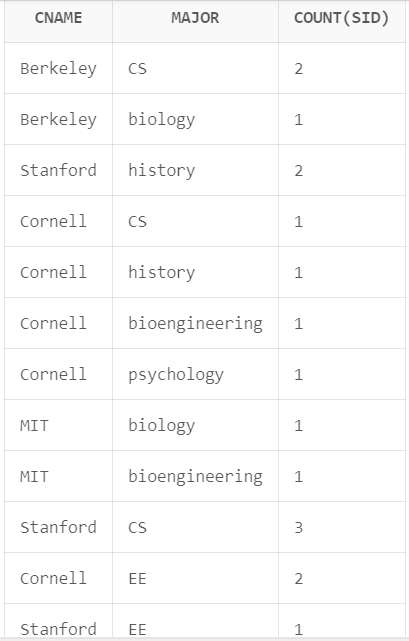 CNAME MAJOR COUNT(SID)
Berkeley CS 2
Berkeley biology 1
Stanford history 2
Cornell CS 1
Cornell history 1
Cornell bioengineering 1
Cornell psychology 1
MIT biology 1
MIT bioengineering 1
Stanford CS 3
Cornell EE 2
Stanford EE 1